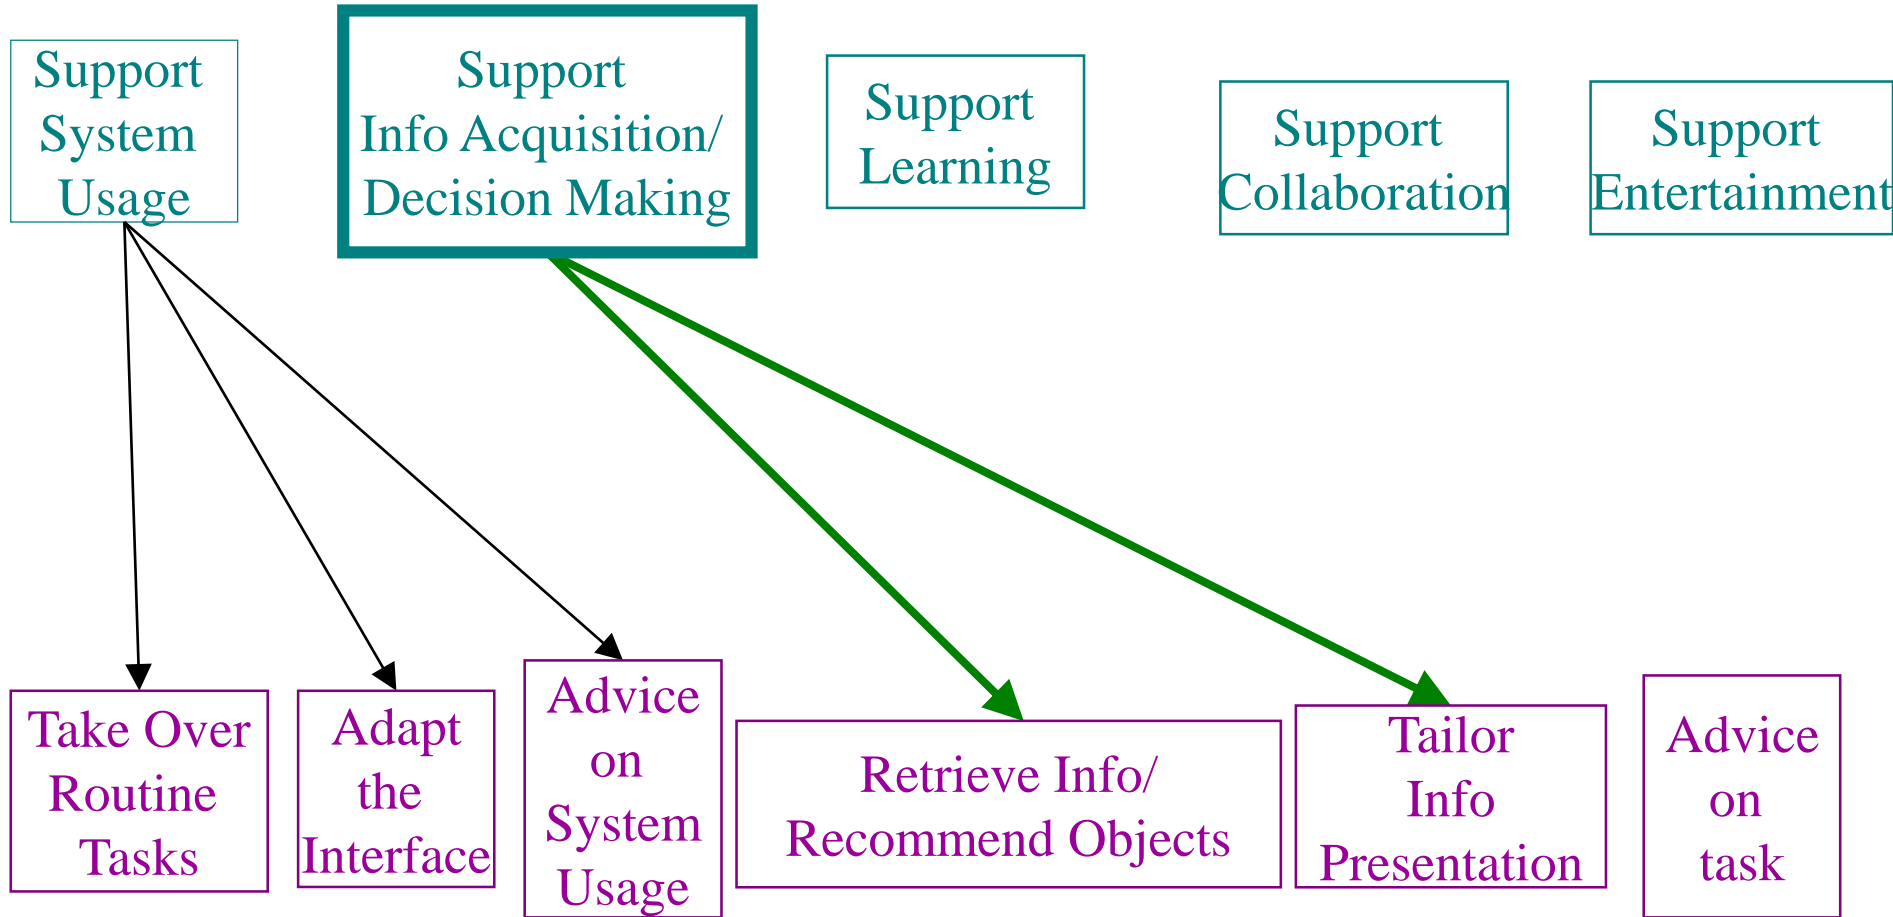 Support
System
Usage
Support
Info Acquisition/
Decision Making
Support
Learning
Support
Collaboration
Support
Entertainment
Take Over
Routine
Tasks
Adapt
the
Interface
Advice
on
System
Usage
Retrieve Info/
Recommend Objects
Tailor
Info
Presentation
Advice
on
task